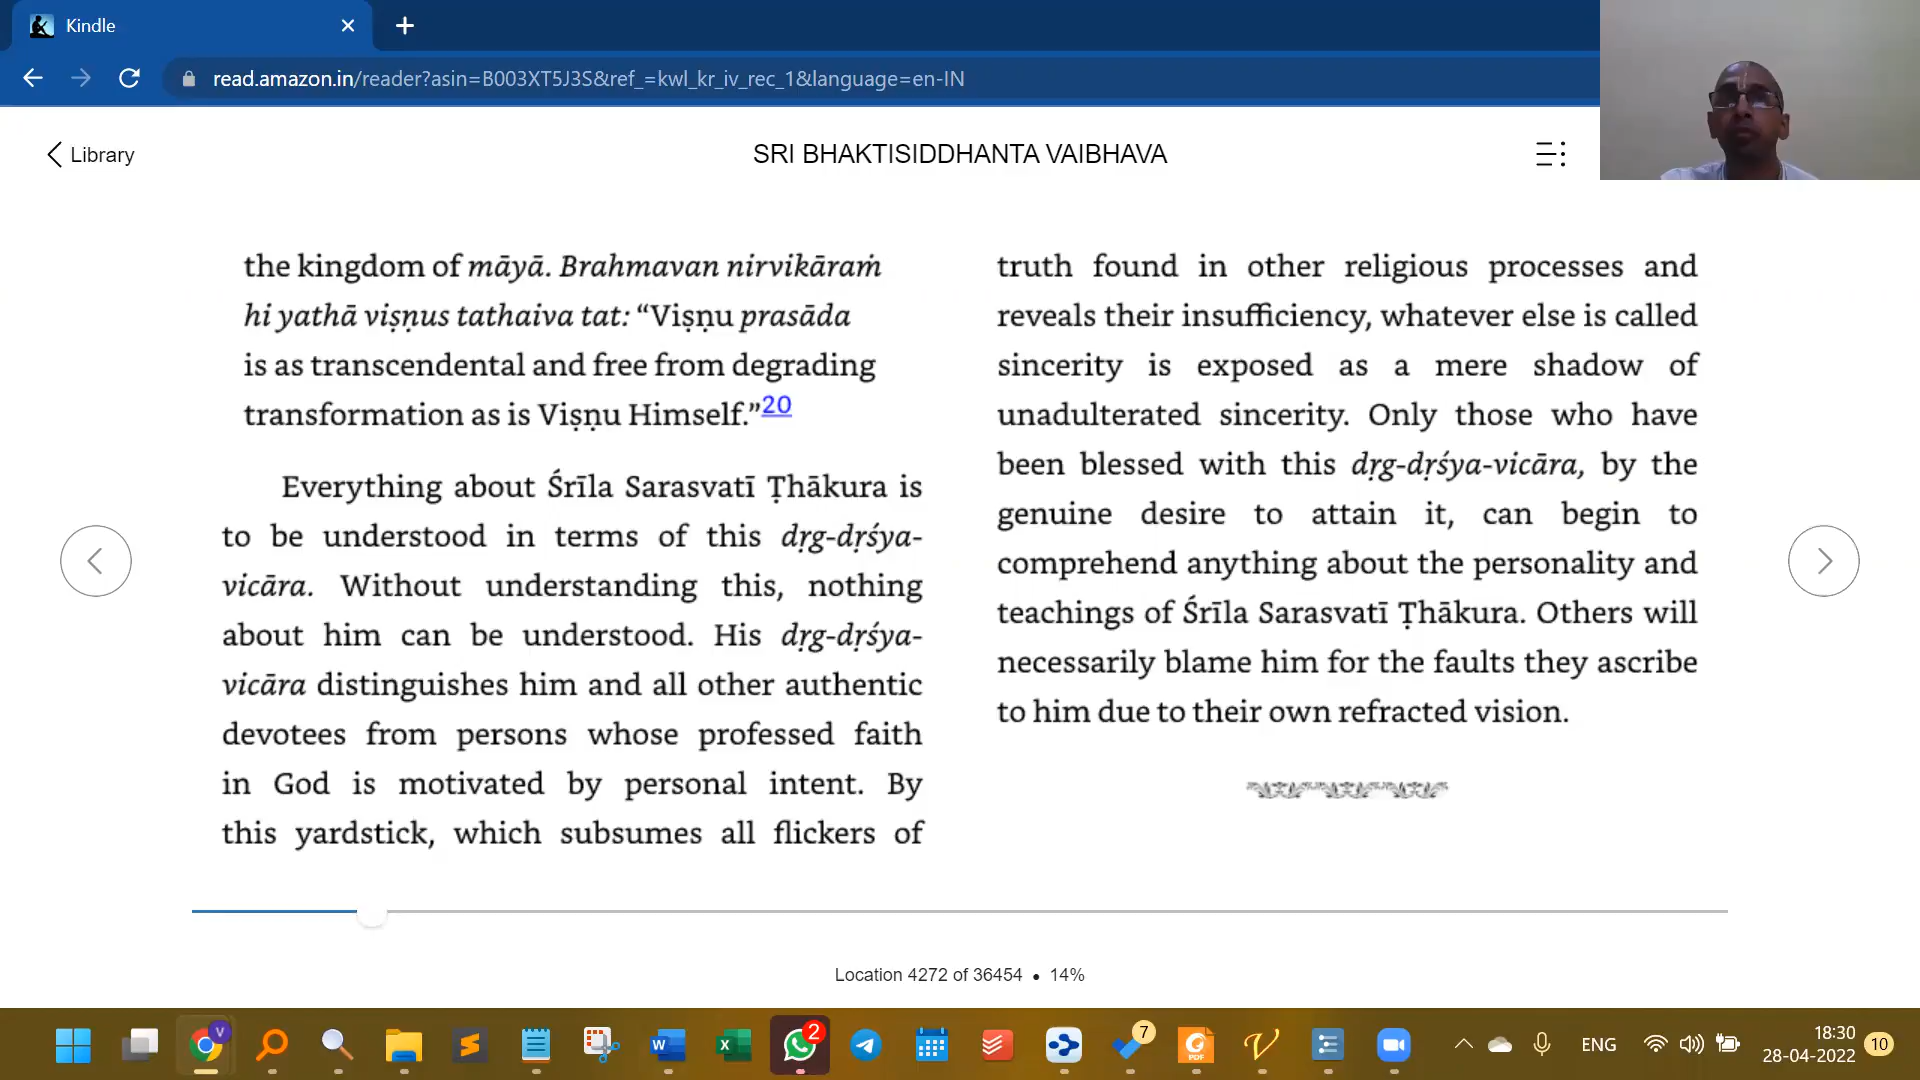 Kindle
read.amazon.in/reader?asin=B003XT5J3S&ref_=kwl_kr_iv_rec_1&language=en-IN
Library
SRI BHAKTISIDDHANTA VAIBHAVA
the kingdom of māyā. Brahmavan nirvikāraṁ
hi yathā viṣṇus tathaiva tat: “Viṣṇu prasāda
is as transcendental and free from degrading
transformation as is Viṣṇu Himself.”20
Everything about Śrīla Sarasvatī Ṭhākura is
to be understood in terms of this dṛg-dṛśya-
vicāra. Without understanding this, nothing
about him can be understood. His dṛg-dṛśya-
vicāra distinguishes him and all other authentic
devotees from persons whose professed faith
in God is motivated by personal intent. By
this yardstick, which subsumes all flickers of
truth found in other religious processes and
reveals their insufficiency, whatever else is called
sincerity is exposed as a mere shadow of
unadulterated sincerity. Only those who have
been blessed with this dṛg-dṛśya-vicāra, by the
genuine desire to attain it, can begin to
comprehend anything about the personality and
teachings of Śrīla Sarasvatī Ṭhākura. Others will
necessarily blame him for the faults they ascribe
to him due to their own refracted vision.
Location 4272 of 36454 • 14%
V
W
X
2
7
PDF
ENG
18:30
28-04-2022
10